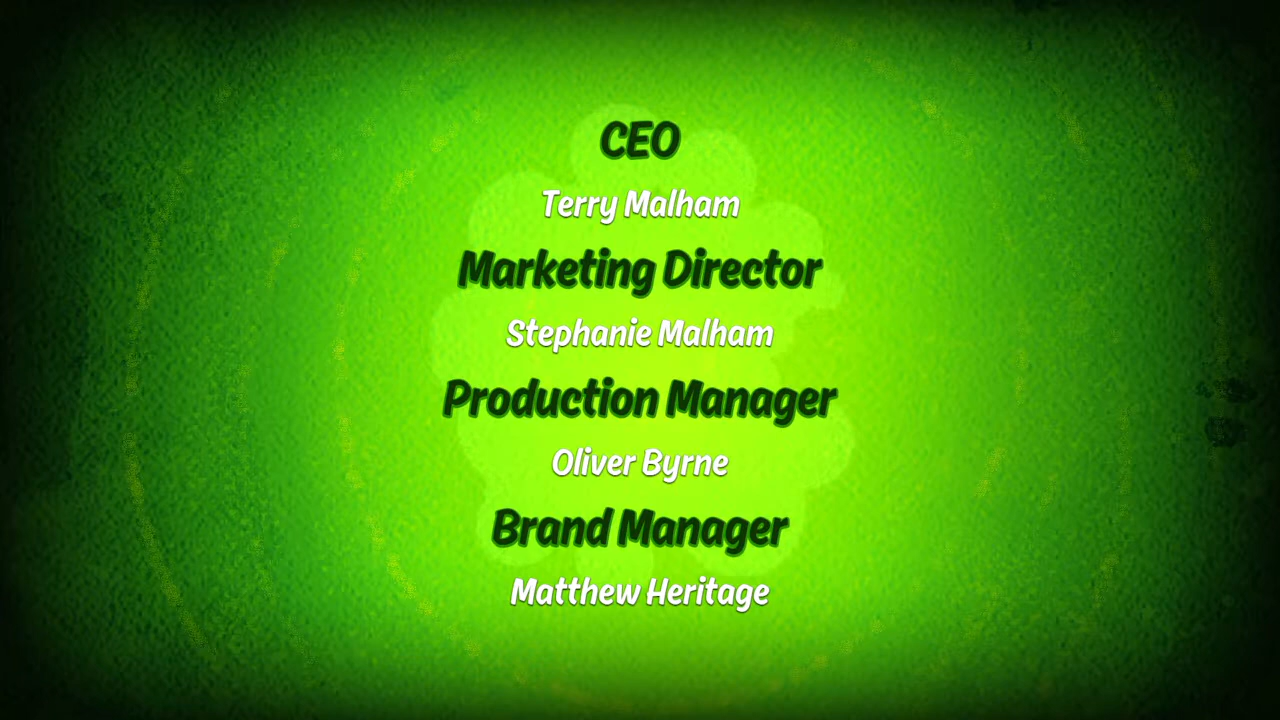 CEO
Terry Malham
Marketing Director
Stephanie Malham
Production Manager
Oliver Byrne
Brand Manager
Matthew Heritage